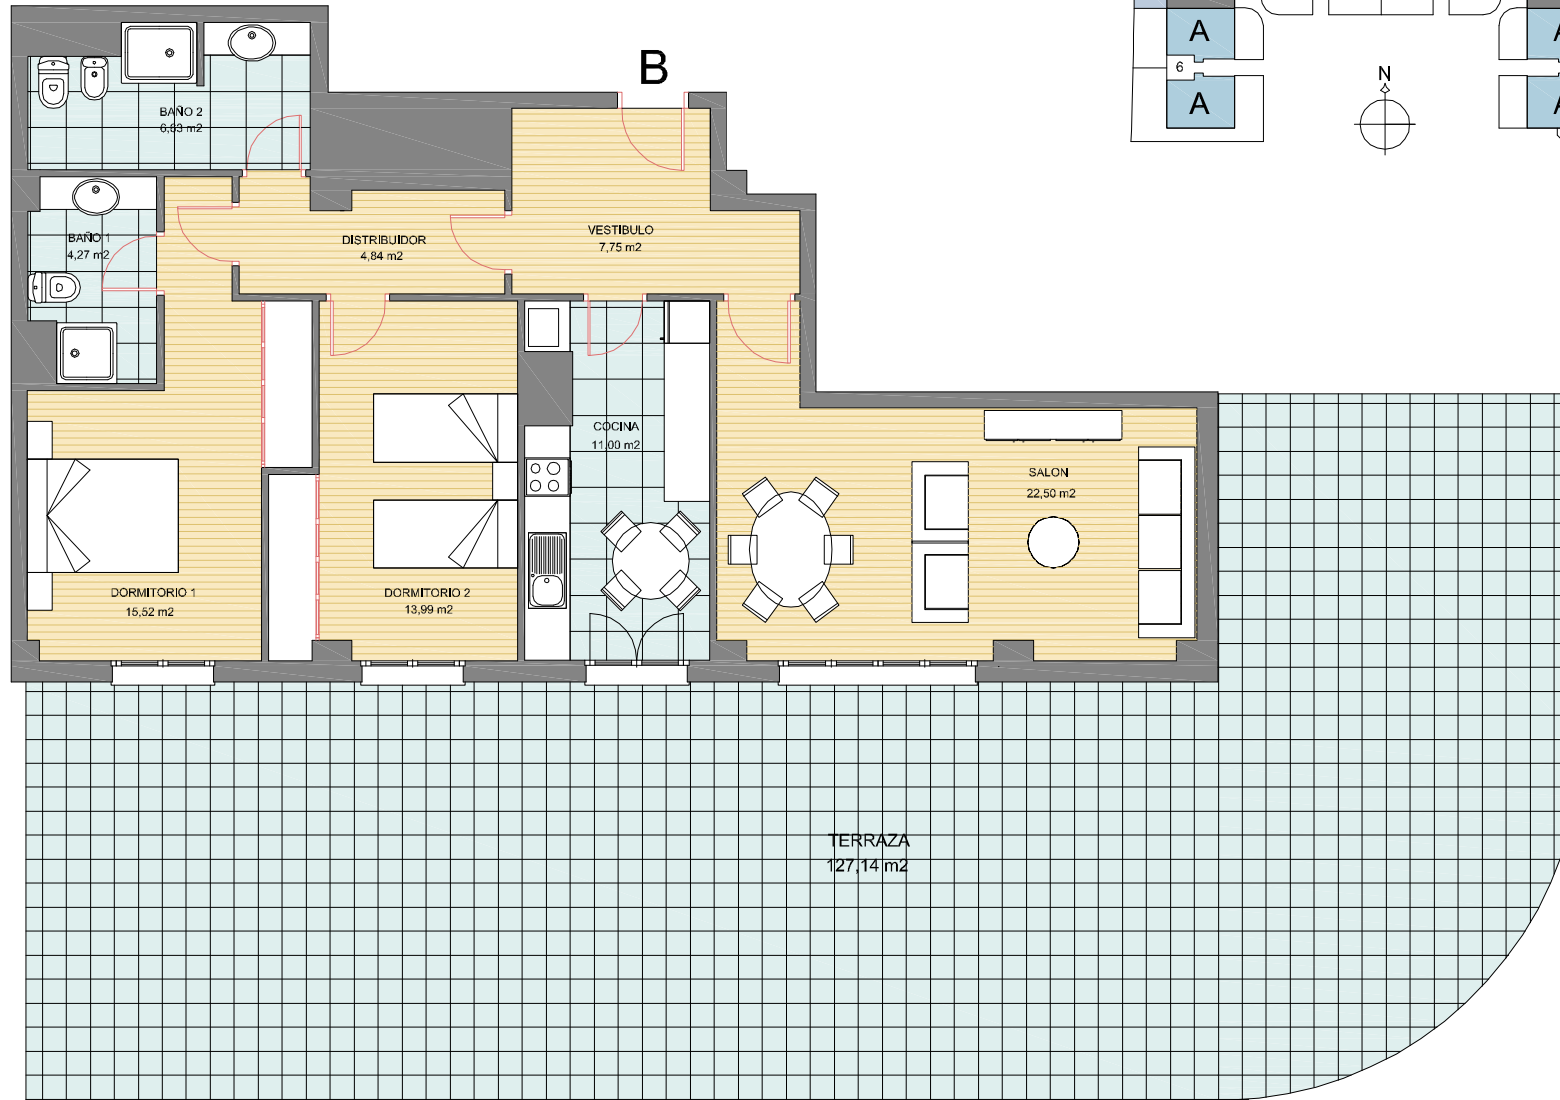 B
A
6
A
N
A
A
BAÑO 2
6,63 m2
BAÑO 1
4,27 m2
DISTRIBUIDOR
4,84 m2
VESTIBULO
7,75 m2
COCINA
11,00 m2
SALON
22,50 m2
DORMITORIO 1
15,52 m2
DORMITORIO 2
13,99 m2
TERRAZA
127,14 m2